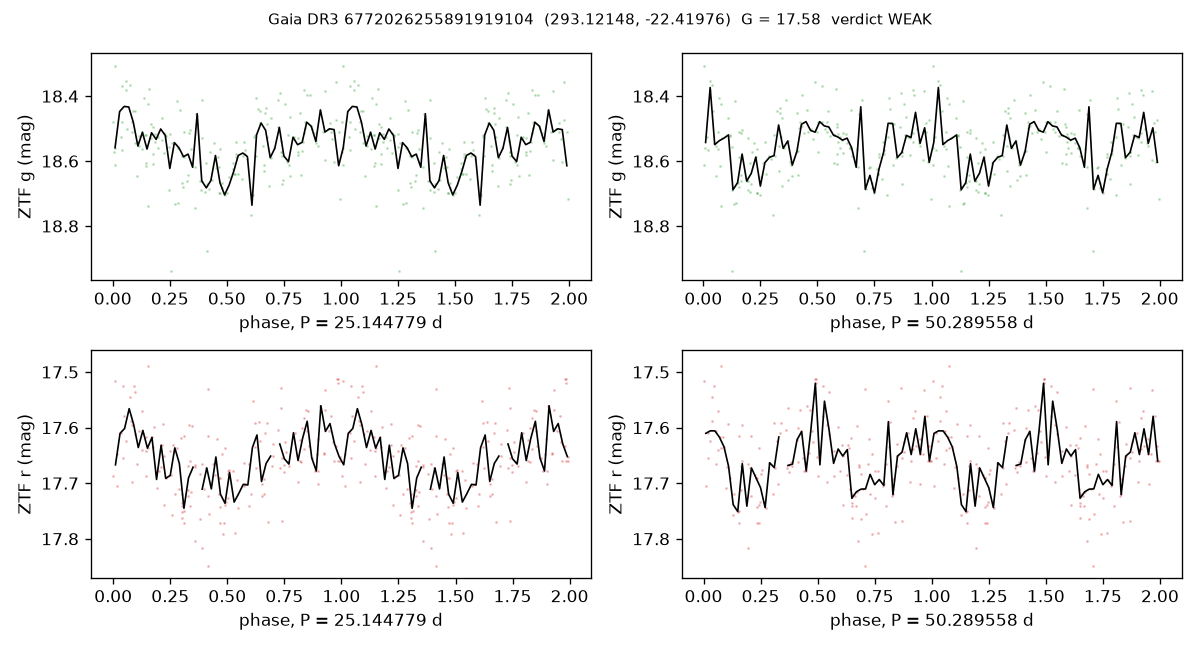 Gaia DR3 6772026255891919104  (293.12148, -22.41976)  G = 17.58  verdict WEAK
ZTF g (mag)
18.4
18.6
18.8
0.00 0.25 0.50 0.75 1.00 1.25 1.50 1.75 2.00
phase, P = 25.144779 d
ZTF g (mag)
18.4
18.6
18.8
0.00 0.25 0.50 0.75 1.00 1.25 1.50 1.75 2.00
phase, P = 50.289558 d
ZTF r (mag)
17.5
17.6
17.7
17.8
0.00 0.25 0.50 0.75 1.00 1.25 1.50 1.75 2.00
phase, P = 25.144779 d
ZTF r (mag)
17.5
17.6
17.7
17.8
0.00 0.25 0.50 0.75 1.00 1.25 1.50 1.75 2.00
phase, P = 50.289558 d